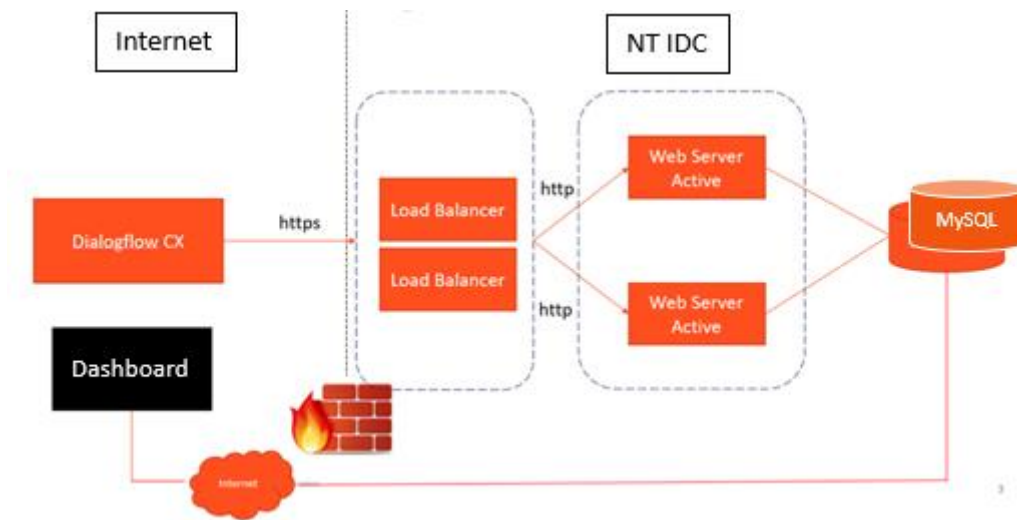 Internet
NT IDC
Web Server
Active
http
Load Balancer
MySQL
https
Dialogflow CX
Load Balancer
http
Web Server
Active
Dashboard
Internet
3